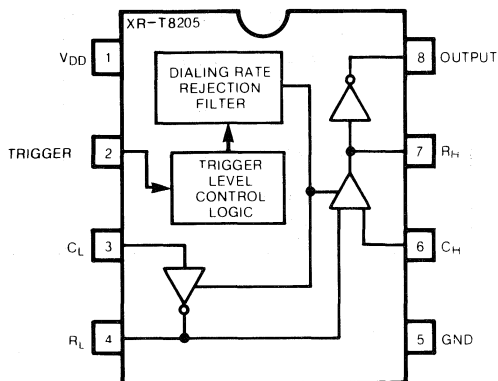 XR-T8205
VDD
1
8
OUTPUT
DIALING RATE
REJECTION
FILTER
TRIGGER
2
7
RH
TRIGGER
LEVEL
CONTROL
LOGIC
CL
3
6
CH
RL
4
5
GND